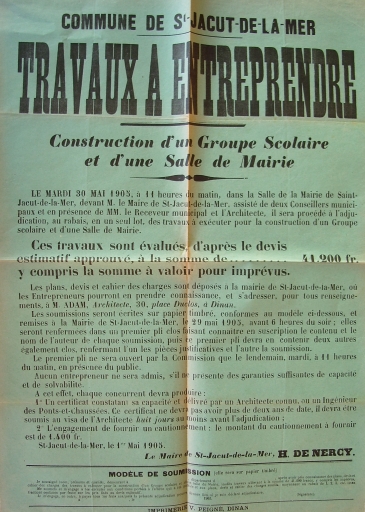 COMMUNE DE St-JACUT-DE-LA-MER
TRAVAUX A ENTREPRENDRE
Construction d'un Groupe Scolaire
et d'une Salle de Mairie
LE MARDI 30 MAI 1905, à 11 heures du matin, dans la Salle de la Mairie de Saint-
Jacut-de-la-Mer, devant M. le Maire de St-Jacut-de-la-Mer, assisté de deux Conseillers munici-
paux et en présence de MM. le Receveur municipal et l'Architecte, il sera procédé à l'adju-
dication, au rabais, en un seul lot, des travaux à exécuter pour la construction d'un Groupe
scolaire et d'une Salle de Mairie.
Ces travaux sont évalués, d'après le devis
estimatif approuvé, à la somme de ........ 41.200 fr.
y compris la somme à valoir pour imprévus.
Les plans, devis et cahier des charges sont déposés à la mairie de St-Jacut-de-la-Mer, où
les Entrepreneurs pourront en prendre connaissance, et s'adresser, pour tous renseigne-
ments, à M. ADAM, Architecte, 30, place Duclos, à Dinan.
Les soumissions seront écrites sur papier timbré, conformes au modèle ci-dessous, et
remises à la Mairie de St-Jacut-de-la-Mer, le 29 mai 1905, avant 6 heures du soir ; elles
seront renfermées dans un premier pli clos faisant connaître en suscription le contenu et le
nom de l'auteur de chaque soumission, puis ce premier pli devra en contenir deux autres
également clos, renfermant l'un les pièces justificatives et l'autre la soumission.
Le premier pli sera ouvert par la Commission que le lendemain, mardi, à 11 heures
du matin, en présence du public.
Aucun entrepreneur ne sera admis, s'il ne présente des garanties suffisantes de capacité
et de solvabilité.
A cet effet, chaque concurrent devra produire :
1° Un certificat constatant sa capacité et délivré par un Architecte connu, ou un Ingénieur
des Ponts-et-chaussées. Ce certificat ne devra pas avoir plus de deux ans de date, il devra être
soumis au visa de l'Architecte huit jours au moins avant l'adjudication ;
2° L'engagement de fournir un cautionnement : le montant du cautionnement à fournir
est de 1.400 fr.
St-Jacut-de-la-Mer, le 1er Mai 1905.
Le Maire de St-Jacut-de-la-Mer, H. DE NERCY.
MODÈLE DE SOUMISSION (elle sera sur papier timbré)
IMPRIMERIE V. FEIGNÉ, DINAN